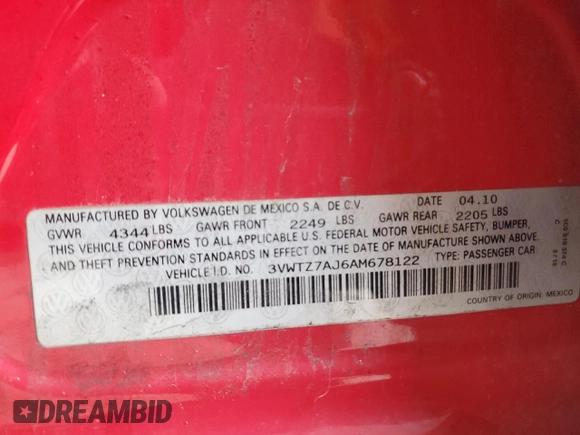 MANUFACTURED BY VOLKSWAGEN DE MEXICO S.A. DE C.V. DATE 04.10
GVWR 4344 LBS GAWR FRONT 2249 LBS GAWR REAR 2205 LBS
THIS VEHICLE CONFORMS TO ALL APPLICABLE U.S. FEDERAL MOTOR VEHICLE SAFETY, BUMPER,
AND THEFT PREVENTION STANDARDS IN EFFECT ON THE DATE OF MANUFACTURE SHOWN ABOVE.
VEHICLE I.D. NO. 3VWTZ7AJ6AM678122 TYPE: PASSENGER CAR
COUNTRY OF ORIGIN: MEXICO
DREAMBID